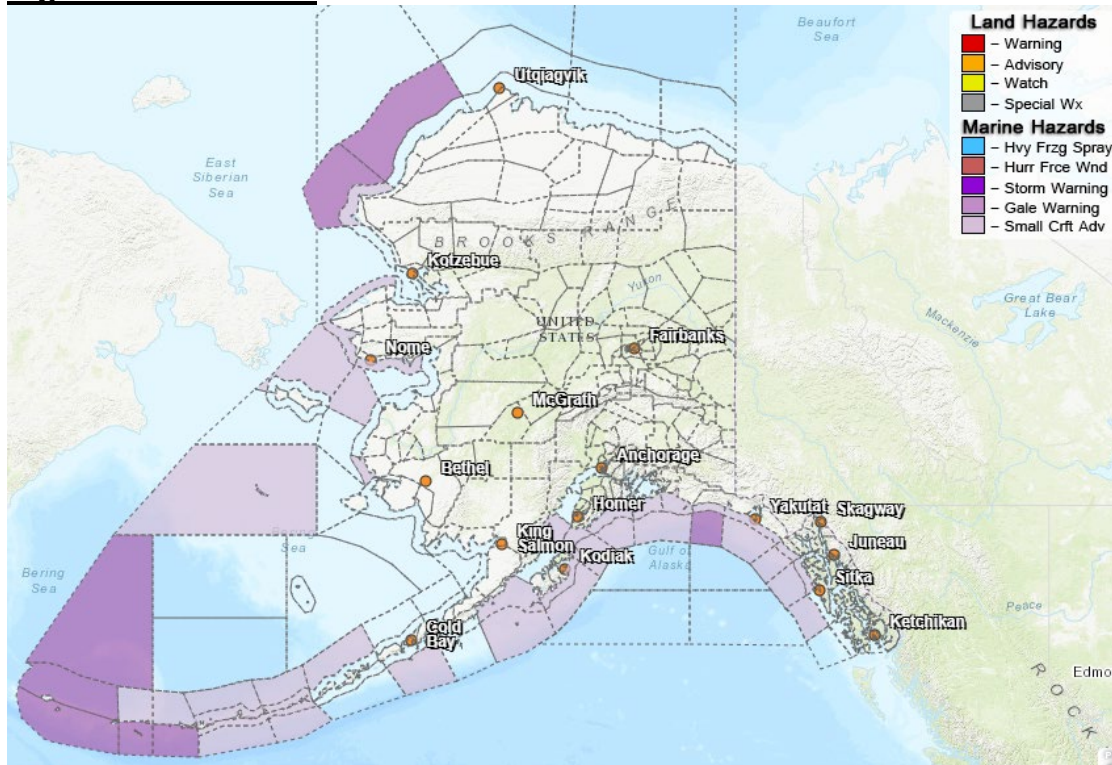 Land Hazards
– Warning
– Advisory
– Watch
– Special Wx
Marine Hazards
– Hvy Frzg Spray
– Hurr Frce Wnd
– Storm Warning
– Gale Warning
– Small Crft Adv
Beaufort
Sea
Utqiagvik
East
Siberian
Sea
BROOKS RANGE
Kotzebue
Yukon
Great Bear
Lake
Mackenzie
UNITED
STATES
Fairbanks
Nome
McGrath
Anchorage
Bethel
Homer
Yakutat
Skagway
King
Salmon
Sea
Kodiak
Gulf of
Alaska
Juneau
Bering
Sea
Sitka
Peace
Cold
Bay
Ketchikan
Edmo
ROCK